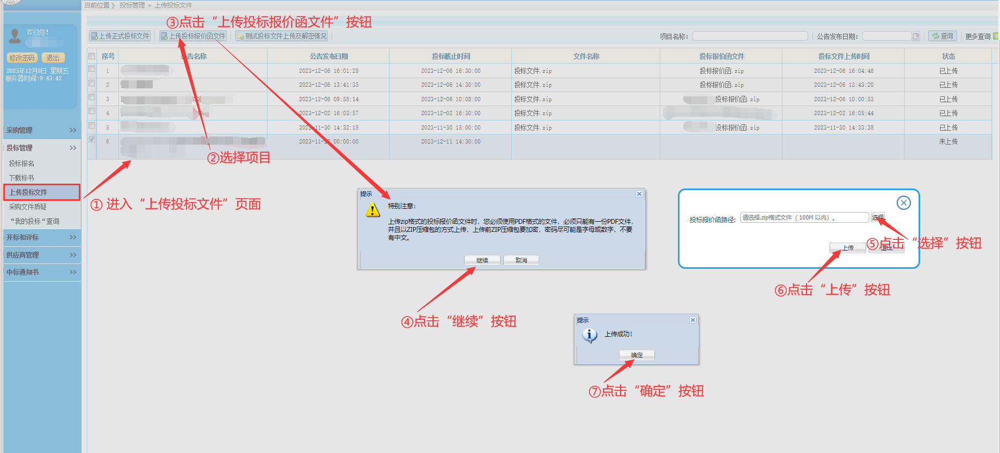 当前位置 》 投标管理 > 上传投标文件
欢迎您！
修改密码 退出
2023年12月8日 星期五
服务器时间:9:43:42
采购管理 >>
投标管理 >>
投标报名
下载标书
上传投标文件
采购文件质疑
“我的投标“查询
开标和评标 >>
供应商管理 >>
中标通知书 >>
③点击“上传投标报价函文件”按钮
上传正式投标文件 上传投标报价函文件 测试投标文件上传及解密情况
项目名称： 公告发布日期： 查询 更多查询
序号 公告名称 公告发布日期 投标截止时间 文件名称 投标报价函文件 投标文件上传时间 状态
1 2023-12-06 16:01:28 2023-12-06 16:30:00 投标文件.zip 投标报价函.zip 2023-12-06 16:04:46 已上传
2 2023-12-06 13:41:35 2023-12-06 14:30:00 投标文件.zip 投标报价函.zip 2023-12-06 13:43:20 已上传
3 2023-12-06 09:58:14 2023-12-06 10:08:00 投标文件.zip 投标报价函.zip 2023-12-06 10:00:53 已上传
4 2023-12-02 16:03:57 2023-12-02 16:30:00 投标文件.zip 2023-12-02 16:05:44 已上传
5 2023-11-30 14:32:18 2023-11-30 15:00:00 投标文件.zip 投标报价函.zip 2023-11-30 14:33:38 已上传
6 00:00:00 2023-12-11 14:30:00 未上传
②选择项目
① 进入“上传投标文件”页面
提示
特别注意：
上传zip格式的投标报价函文件时，您必须使用PDF格式的文件，必须只能有一份PDF文件，
并且以ZIP压缩包的方式上传，上传前ZIP压缩包要加密，密码尽可能是字母或数字，不要
有中文。
继续 取消
④点击“继续”按钮
投标报价函路径： 请选择.zip格式文件（ 100M 以内）。 选择
⑤点击“选择”按钮
上传 退出
⑥点击“上传”按钮
提示
上传成功！
确定
⑦点击“确定”按钮